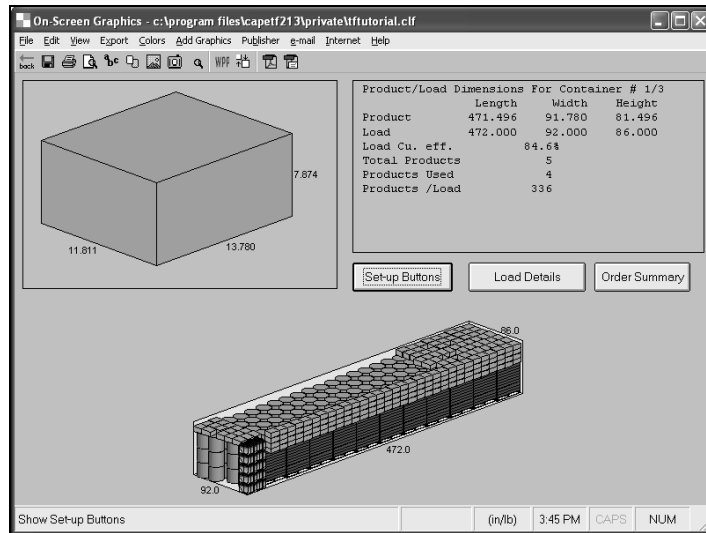 On-Screen Graphics - c:\program files\capetf213\private\tftutorial.clf
File Edit View Export Colors Add Graphics Publisher e-mail Internet Help
back abc WPF
7.874
11.811
13.780
Product/Load Dimensions For Container # 1/3
Length Width Height
Product 471.496 91.780 81.496
Load 472.000 92.000 86.000
Load Cu. eff. 84.6%
Total Products 5
Products Used 4
Products /Load 336
Set-up Buttons Load Details Order Summary
86.0
472.0
92.0
Show Set-up Buttons (in/lb) 3:45 PM CAPS NUM